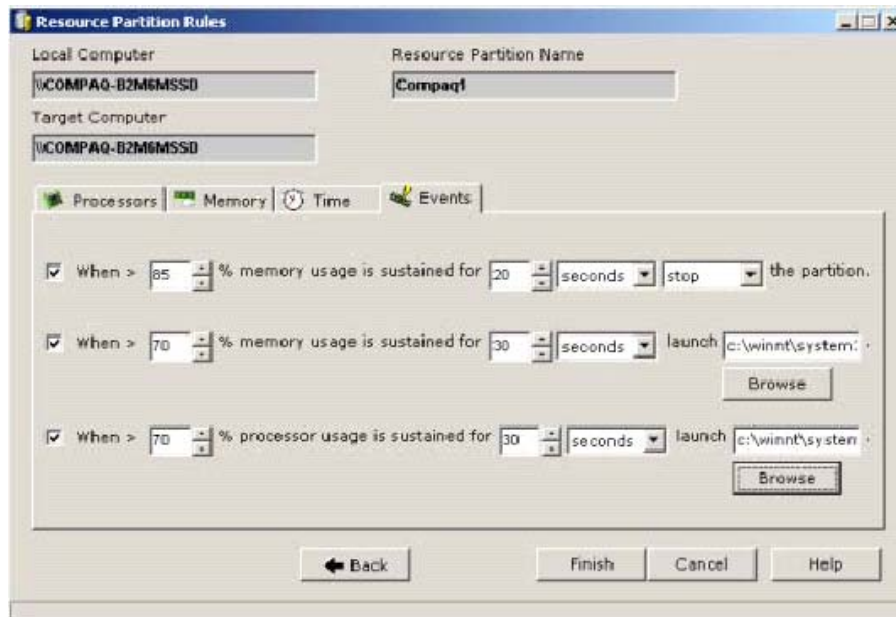 Resource Partition Rules
Local Computer
Resource Partition Name
\\COMPAQ-B2M6MSSD
Compaq1
Target Computer
\\COMPAQ-B2M6MSSD
Processors Memory Time Events
When > 85 % memory usage is sustained for 20 seconds stop the partition.
When > 70 % memory usage is sustained for 30 seconds launch c:\winnt\system: .
Browse
When > 70 % processor usage is sustained for 30 seconds launch c:\winnt\system .
Browse
Back Finish Cancel Help